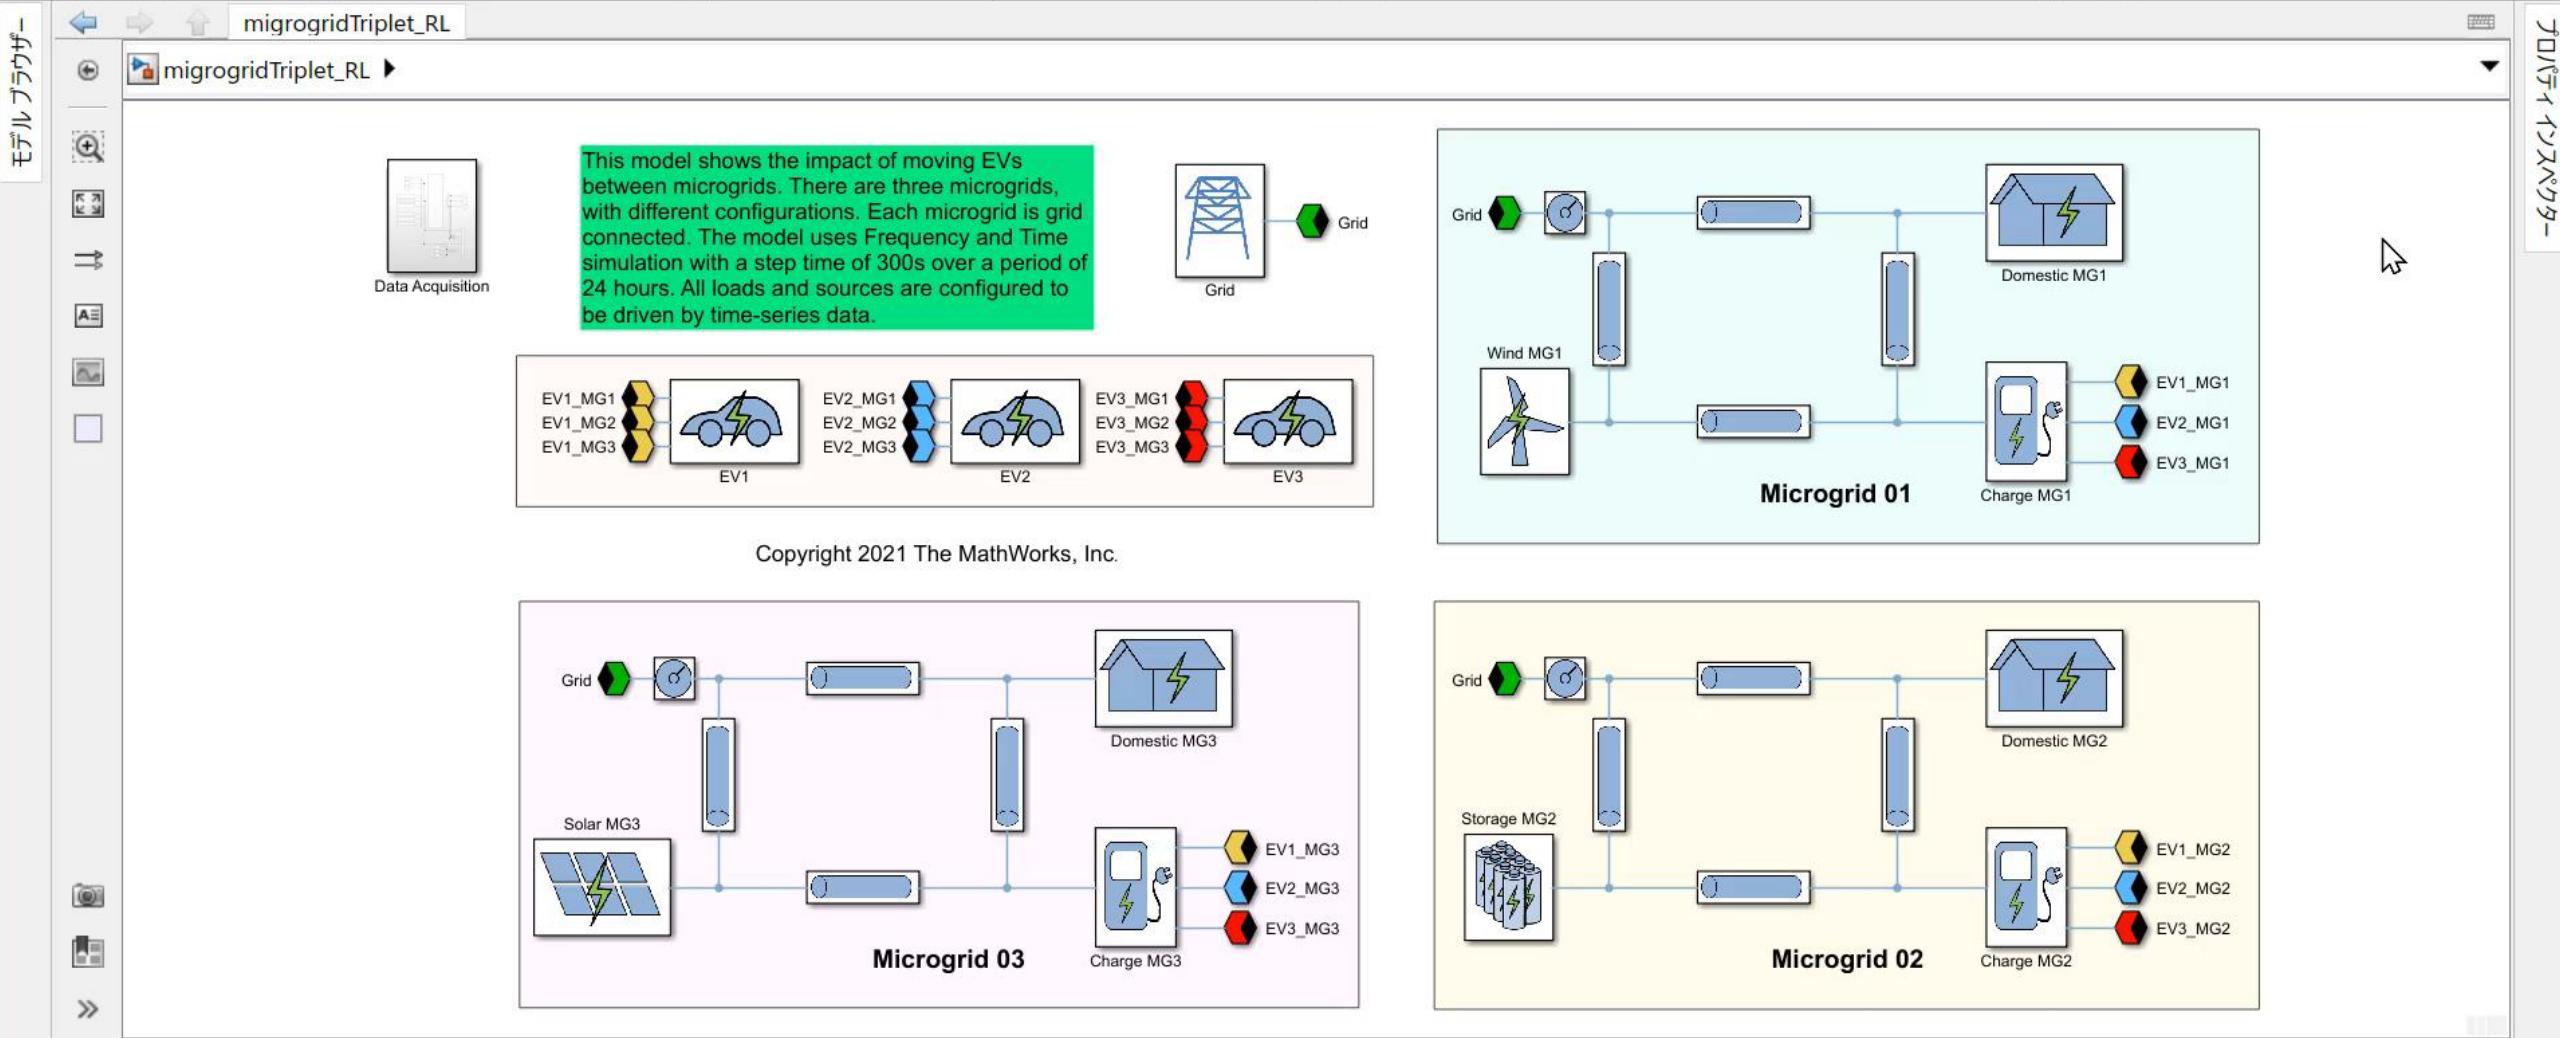 モデル ブラウザー
migrogridTriplet_RL
migrogridTriplet_RL
プロパティ インスペクター
This model shows the impact of moving EVs
between microgrids. There are three microgrids,
with different configurations. Each microgrid is grid
connected. The model uses Frequency and Time
simulation with a step time of 300s over a period of
24 hours. All loads and sources are configured to
be driven by time-series data.
Data Acquisition
Grid
Grid
EV1_MG1
EV1_MG2
EV1_MG3
EV1
EV2_MG1
EV2_MG2
EV2_MG3
EV2
EV3_MG1
EV3_MG2
EV3_MG3
EV3
Copyright 2021 The MathWorks, Inc.
Grid
Domestic MG1
Wind MG1
EV1_MG1
EV2_MG1
EV3_MG1
Microgrid 01
Charge MG1
Grid
Domestic MG3
Solar MG3
EV1_MG3
EV2_MG3
EV3_MG3
Microgrid 03
Charge MG3
Grid
Domestic MG2
Storage MG2
EV1_MG2
EV2_MG2
EV3_MG2
Microgrid 02
Charge MG2